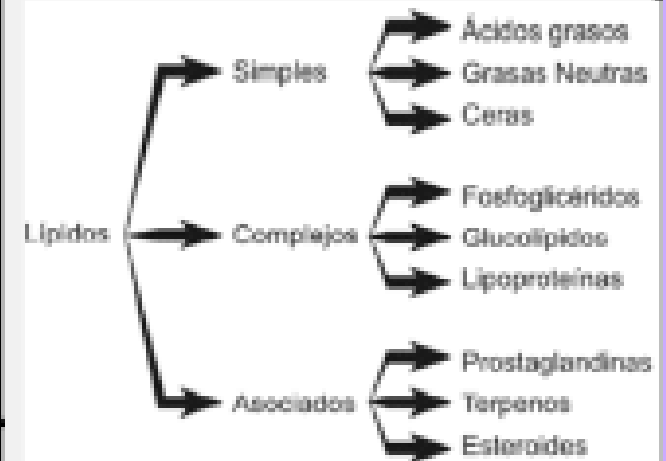 Lípidos
Simples
Ácidos grasos
Grasas Neutras
Ceras
Complejos
Fosfoglicéridos
Glucolípidos
Lipoproteínas
Asociados
Prostaglandinas
Terpenos
Esteroides